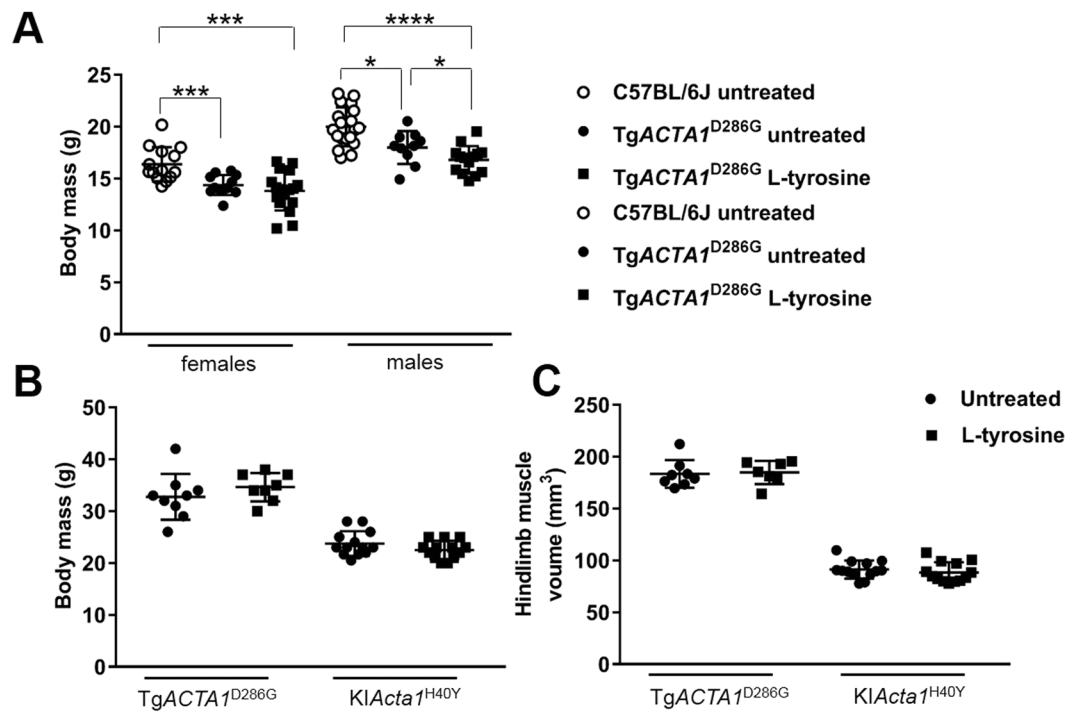 A
*** ****
* *
***
25
20
15
10
5
0
Body mass (g)
females males
C57BL/6J untreated
TgACTA1D286G untreated
TgACTA1D286G L-tyrosine
C57BL/6J untreated
TgACTA1D286G untreated
TgACTA1D286G L-tyrosine
B
50
40
30
20
10
0
Body mass (g)
TgACTA1D286G KIActa1H40Y
C
250
200
150
100
50
0
Hindlimb muscle
voume (mm3)
TgACTA1D286G KIActa1H40Y
Untreated
L-tyrosine